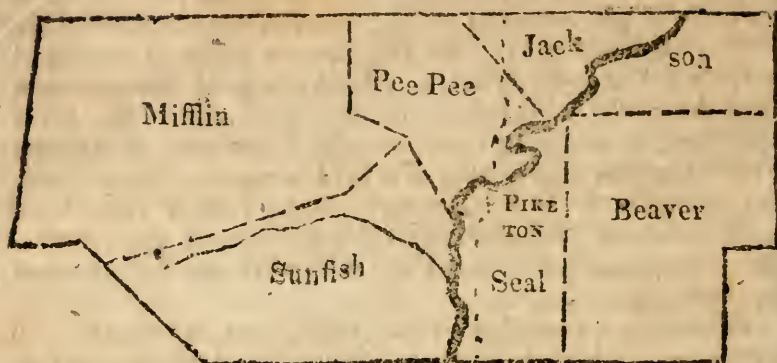 Jack
son
Pee Pee
Mifflin
PIKE
TON
Beaver
Sunfish
Seal